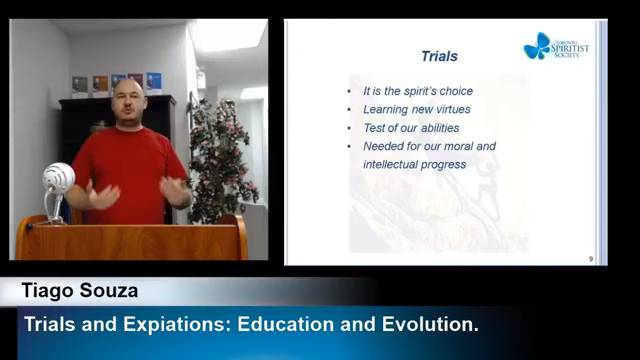 Trials
TORONTO
SPIRITIST
SOCIETY
• It is the spirit's choice
• Learning new virtues
• Test of our abilities
• Needed for our moral and
intellectual progress
9
Tiago Souza
Trials and Expiations: Education and Evolution.